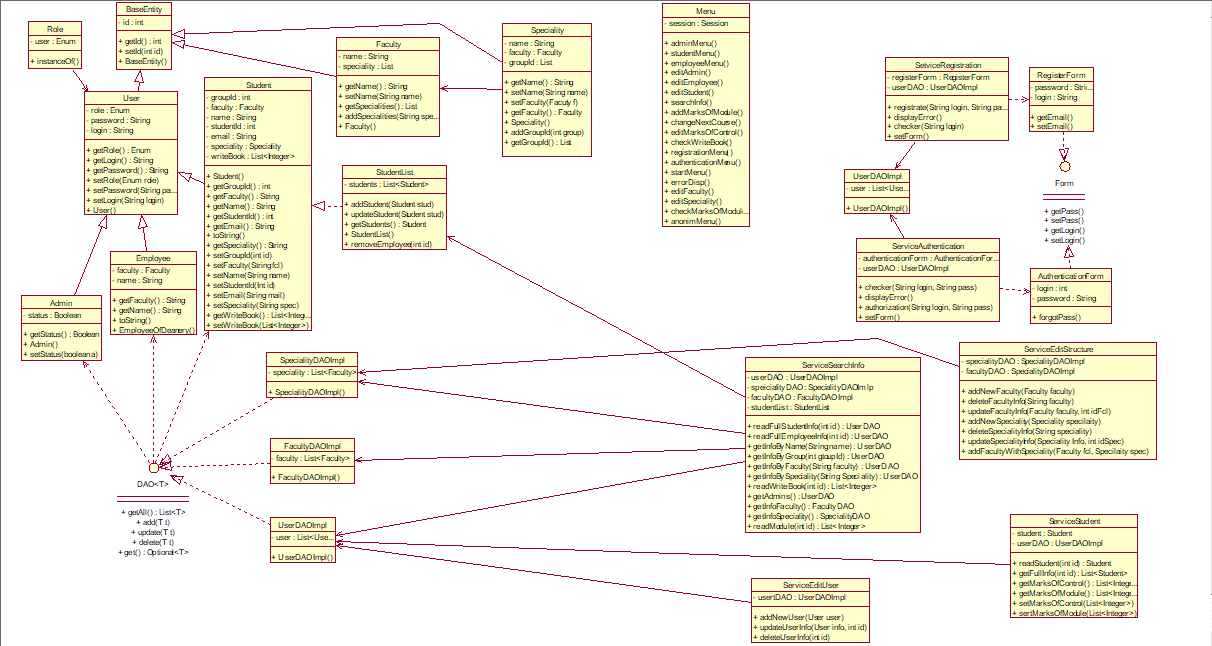 BaseEntity
- id : int
+ getId() : int
+ setId(int id)
+ BaseEntity()
Role
- user : Enum
+ instanceOf()
User
- role : Enum
- password : String
- login : String
+ getRole() : Enum
+ getLogin() : String
+ getPassword() : String
+ setRole(Enum role)
+ setPassword(String pa...
+ setLogin(String login)
+ User()
Student
- groupId : int
- faculty : Faculty
- name : String
- studentId : int
- email : String
- speciality : Speciality
- writeBook : List<Integer>
+ Student()
+ getGroupId() : int
+ getFaculty() : String
+ getName() : String
+ getStudentId() : int
+ getEmail() : String
+ toString()
+ getSpeciality() : String
+ setGroupId(int id)
+ setFaculty(String fcl)
+ setName(String name)
+ setStudentId(int id)
+ setEmail(String mail)
+ setSpeciality(String spec)
+ getWriteBook() : List<Integ...
+ setWriteBook(List<Integer>)
Faculty
- name : String
- speciality : List
+ getName() : String
+ setName(String name)
+ getSpecialities() : List
+ addSpecialities(String spe...
+ Faculty()
Speciality
- name : String
- faculty : Faculty
- groupId : List
+ getName() : String
+ setName(String name)
+ setFaculty(Facuty f)
+ getFaculty() : Faculty
+ Speciality()
+ addGroupId(int group)
+ getGroupId() : List
StudentList
- students : List<Student>
+ addStudent(Student stud)
+ updateStudent(Student stud)
+ getStudents() : Student
+ StudentList()
+ removeEmployee(int id)
Menu
- session : Session
+ adminMenu()
+ studentMenu()
+ employeeMenu()
+ editAdmin()
+ editEmployee()
+ editStudent()
+ searchInfo()
+ addMarksOfModule()
+ changeNextCouse()
+ editMarksOfControl()
+ checkWriteBook()
+ registrationMenu()
+ authenticationMenu()
+ startMenu()
+ errorDisp()
+ editFaculty()
+ editSpeciality()
+ checkMarksOfModul...
+ anonimMenu()
ServiceRegistration
- registerForm : RegisterForm
- userDAO : UserDAOImpl
+ registrate(String login, String pa...
+ displayError()
+ checker(String login)
+ setForm()
RegisterForm
- password : Stri...
- login : String
+ getEmail()
+ setEmail()
Form
+ getPass()
+ setPass()
+ getLogin()
+ setLogin()
UserDAOImpl
- user : List<Use...
+ UserDAOImpl()
ServiceAuthentication
- authenticationForm : AuthenticationFor...
- userDAO : UserDAOImpl
+ checker(String login, String pass)
+ displayError()
+ authorization(String login, String pass)
+ setForm()
AuthenticationForm
- login : int
- password : String
+ forgotPass()
Employee
- faculty : Faculty
- name : String
+ getFaculty() : String
+ getName() : String
+ toString()
+ EmployeeOfDeanery()
Admin
- status : Boolean
+ getStatus() : Boolean
+ Admin()
+ setStatus(boolean a)
SpecialityDAOImpl
- speciality : List<Faculty>
+ SpecialityDAOImpl()
FacultyDAOImpl
- faculty : List<Faculty>
+ FacultyDAOImpl()
UserDAOImpl
- user : List<Use...
+ UserDAOImpl()
DAO<T>
+ getAll() : List<T>
+ add(T t)
+ update(T t)
+ delete(T t)
+ get() : Optional<T>
ServiceSearchInfo
- userDAO : UserDAOImpl
- speicialityDAO : SpecialityDAOImlp
- facultyDAO : FacultyDAOImpl
- studentList : StudentList
+ readFullStudentInfo(int id) : UserDAO
+ readFullEmployeeInfo(int id) : UserDAO
+ getInfoByName(String name) : UserDAO
+ getInfoByGroup(int gtoupId) : UserDAO
+ getInfoByFaculty(String faculty) : UserDAO
+ getInfoBySpeciality(String Speciality) : UserDAO
+ readWriteBook(int id) : List<Integer>
+ getAdmins() : UserDAO
+ getInfoFaculty() : FacultyDAO
+ getInfoSpeciality() : SpecialityDAO
+ readModule(int id) : List<Integer>
ServiceEditStructure
- specialityDAO : SpecialityDAOImpl
- facultyDAO : SpecialityDAOImpl
+ addNewFaculty(Faculty faculty)
+ deleteFacultyInfo(String faculty)
+ updateFacultyInfo(Faculty faculty, int idFcl)
+ addNewSpeciality(Speciality specilaity)
+ deleteSpecialityInfo(String speciality)
+ updateSpecialityInfo(Speciality Info, int idSpec)
+ addFacultyWithSpeciality(Faculty fcl, Specilaity spec)
ServiceStudent
- student : Student
- userDAO : UserDAOImpl
+ readStudent(int id) : Student
+ getFullInfo(int id) : List<Student>
+ getMarksOfControl() : List<Intege...
+ getMarksOfModule() : List<Integ...
+ setMarksOfControl(List<Integer>)
+ sertMarksOfModule(List<Integer>)
ServiceEditUser
- usertDAO : UserDAOImpl
+ addNewUser(User user)
+ updateUserInfo(User info, int id)
+ deleteUserInfo(int id)